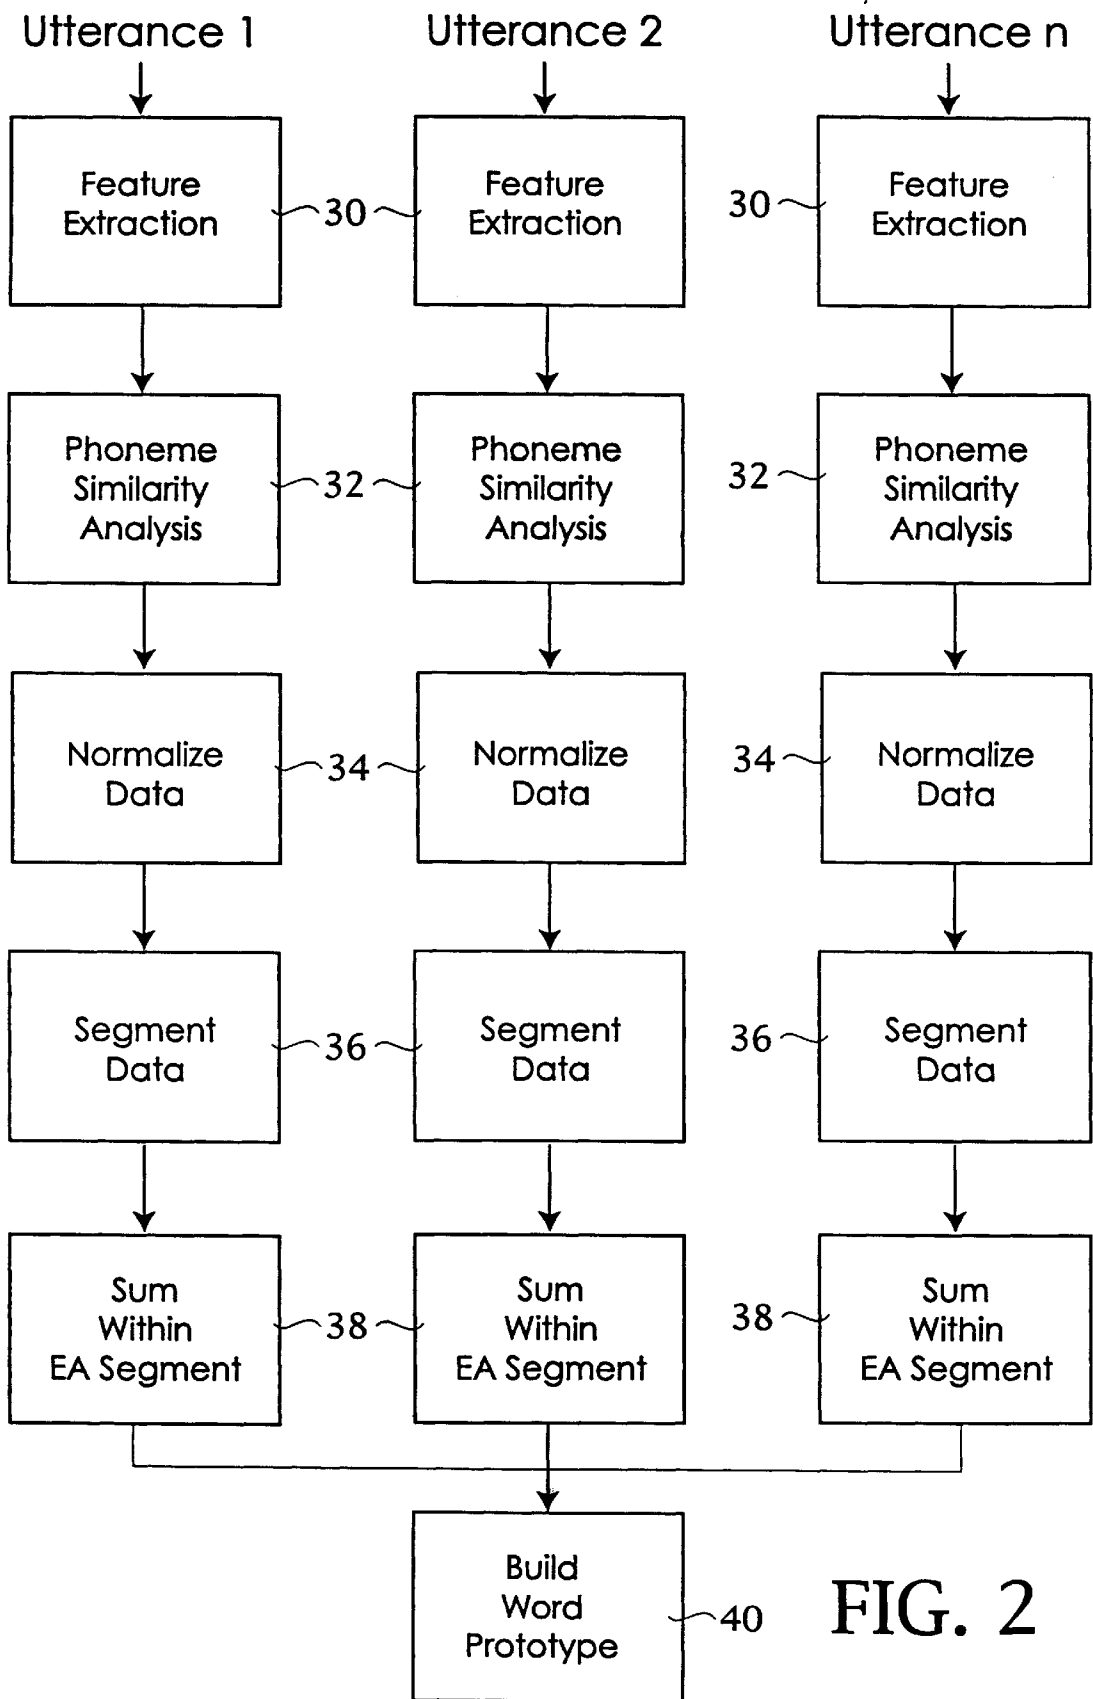 Utterance 1
Utterance 2
Utterance n
Feature
Extraction
30
Feature
Extraction
30
Feature
Extraction
Phoneme
Similarity
Analysis
32
Phoneme
Similarity
Analysis
32
Phoneme
Similarity
Analysis
Normalize
Data
34
Normalize
Data
34
Normalize
Data
Segment
Data
36
Segment
Data
36
Segment
Data
Sum
Within
EA Segment
38
Sum
Within
EA Segment
38
Sum
Within
EA Segment
Build
Word
Prototype
40
FIG. 2